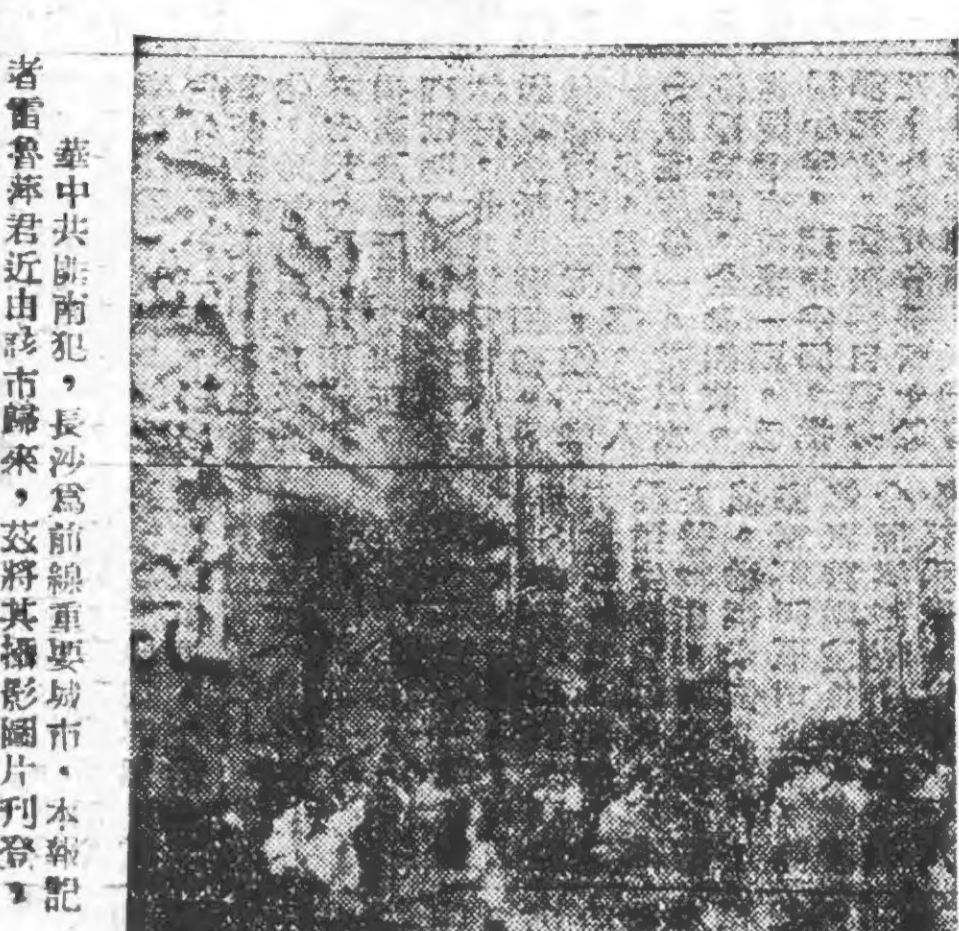 華中共匪南犯，長沙爲前線重要城市．本報記
者雷魯萍君近由該市歸來，茲將其攝影圖片刊登，